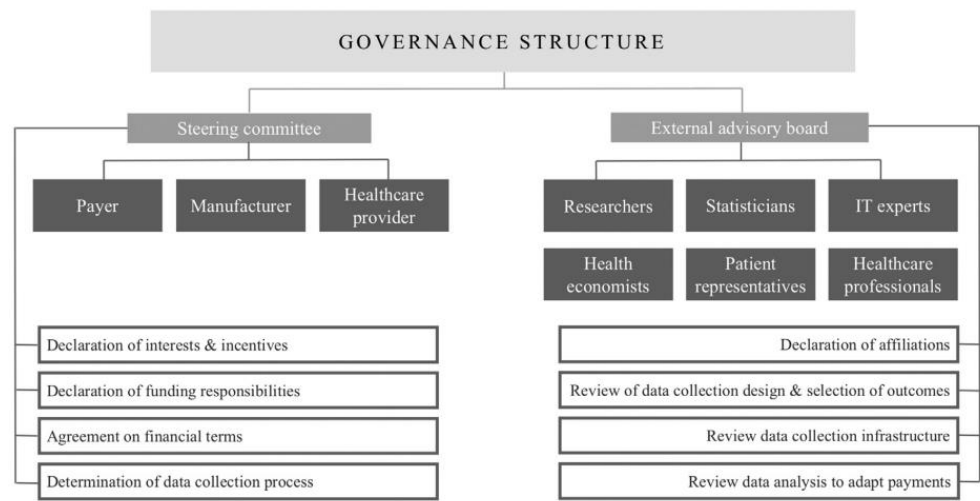 GOVERNANCE STRUCTURE
Steering committee
External advisory board
Payer
Manufacturer
Healthcare
provider
Researchers
Statisticians
IT experts
Health
economists
Patient
representatives
Healthcare
professionals
Declaration of interests & incentives
Declaration of funding responsibilities
Agreement on financial terms
Determination of data collection process
Declaration of affiliations
Review of data collection design & selection of outcomes
Review data collection infrastructure
Review data analysis to adapt payments